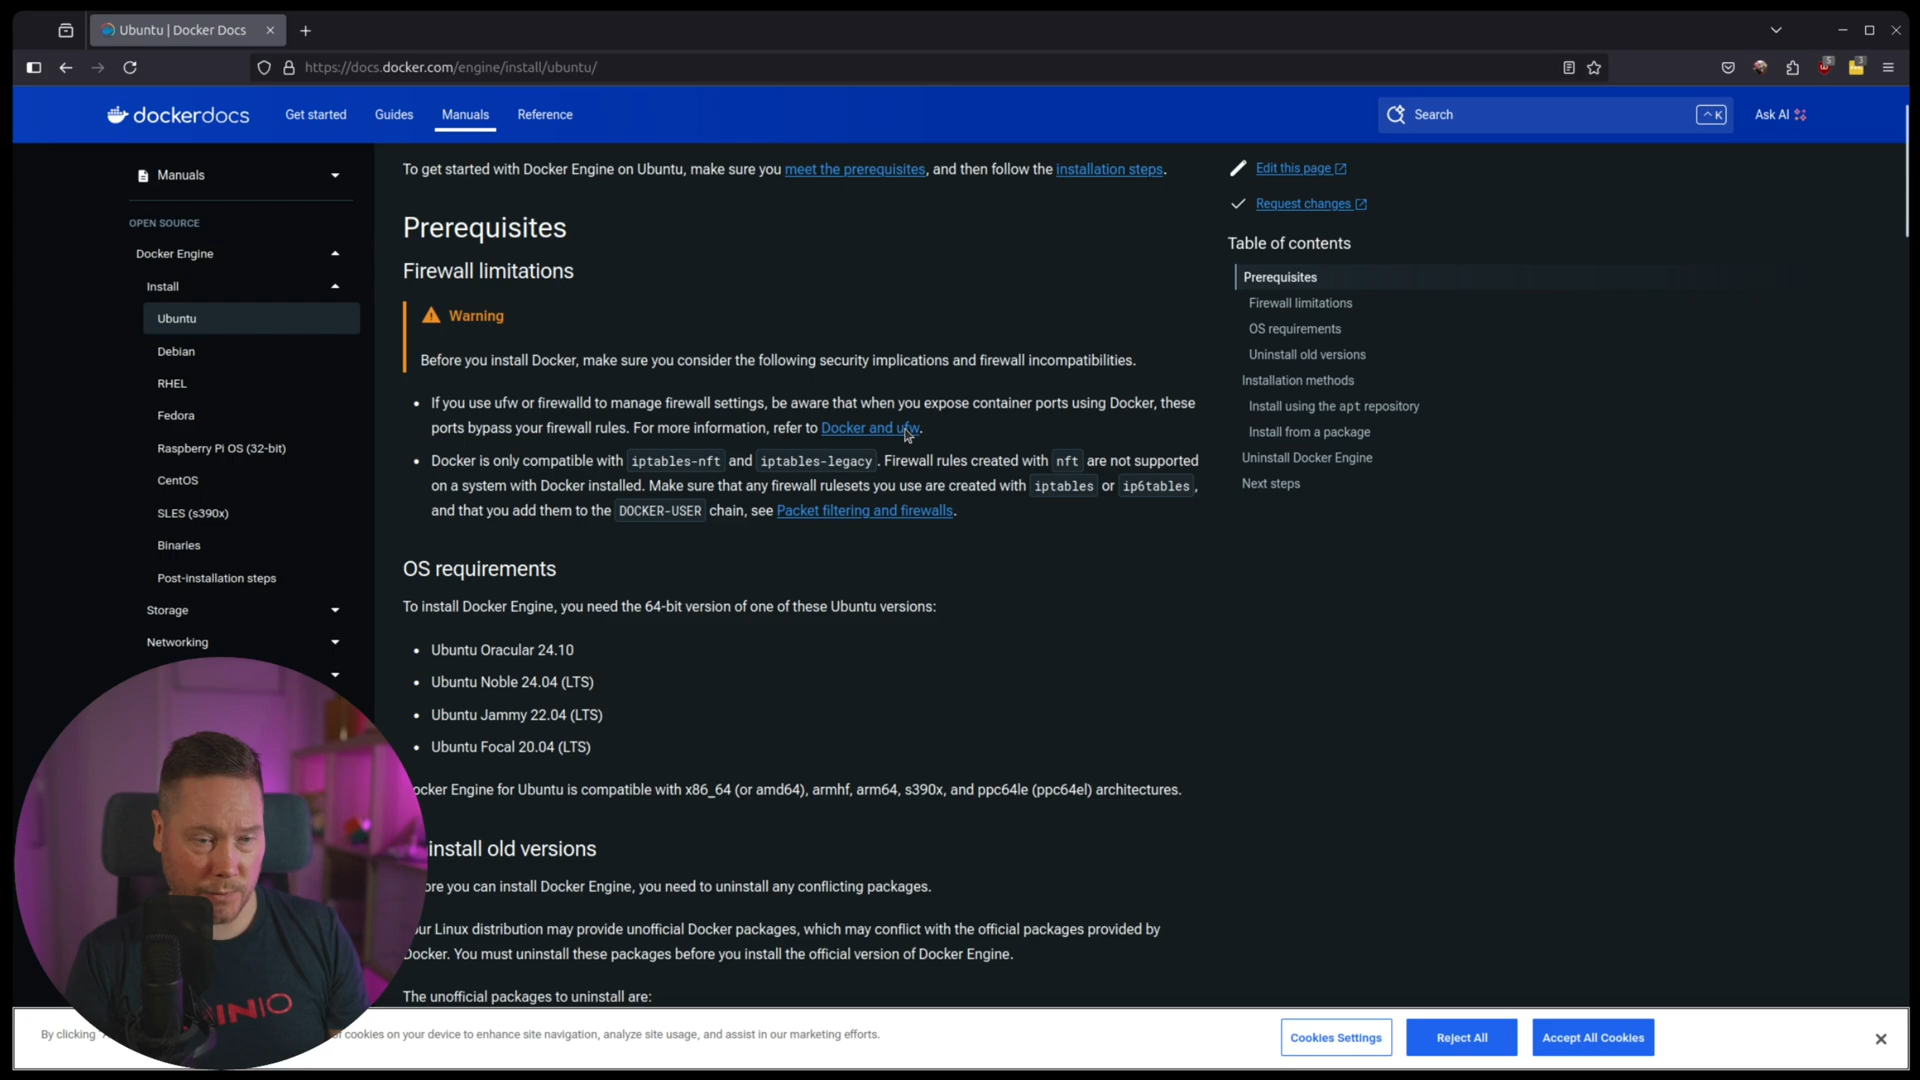 Ubuntu | Docker Docs
https://docs.docker.com/engine/install/ubuntu/
5
3
dockerdocs
Get started
Guides
Manuals
Reference
Search
^ K
Ask AI
Manuals
OPEN SOURCE
Docker Engine
Install
Ubuntu
Debian
RHEL
Fedora
Raspberry Pi OS (32-bit)
CentOS
SLES (s390x)
Binaries
Post-installation steps
Storage
Networking
To get started with Docker Engine on Ubuntu, make sure you meet the prerequisites, and then follow the installation steps.
Prerequisites
Firewall limitations
Warning
Before you install Docker, make sure you consider the following security implications and firewall incompatibilities.
• If you use ufw or firewalld to manage firewall settings, be aware that when you expose container ports using Docker, these
ports bypass your firewall rules. For more information, refer to Docker and ufw.
• Docker is only compatible with iptables-nft and iptables-legacy. Firewall rules created with nft are not supported
on a system with Docker installed. Make sure that any firewall rulesets you use are created with iptables or ip6tables,
and that you add them to the DOCKER-USER chain, see Packet filtering and firewalls.
OS requirements
To install Docker Engine, you need the 64-bit version of one of these Ubuntu versions:
• Ubuntu Oracular 24.10
• Ubuntu Noble 24.04 (LTS)
• Ubuntu Jammy 22.04 (LTS)
• Ubuntu Focal 20.04 (LTS)
ocker Engine for Ubuntu is compatible with x86_64 (or amd64), armhf, arm64, s390x, and ppc64le (ppc64el) architectures.
install old versions
ore you can install Docker Engine, you need to uninstall any conflicting packages.
ur Linux distribution may provide unofficial Docker packages, which may conflict with the official packages provided by
Docker. You must uninstall these packages before you install the official version of Docker Engine.
The unofficial packages to uninstall are:
Edit this page
Request changes
Table of contents
Prerequisites
Firewall limitations
OS requirements
Uninstall old versions
Installation methods
Install using the apt repository
Install from a package
Uninstall Docker Engine
Next steps
INIO
By clicking
of cookies on your device to enhance site navigation, analyze site usage, and assist in our marketing efforts.
Cookies Settings
Reject All
Accept All Cookies